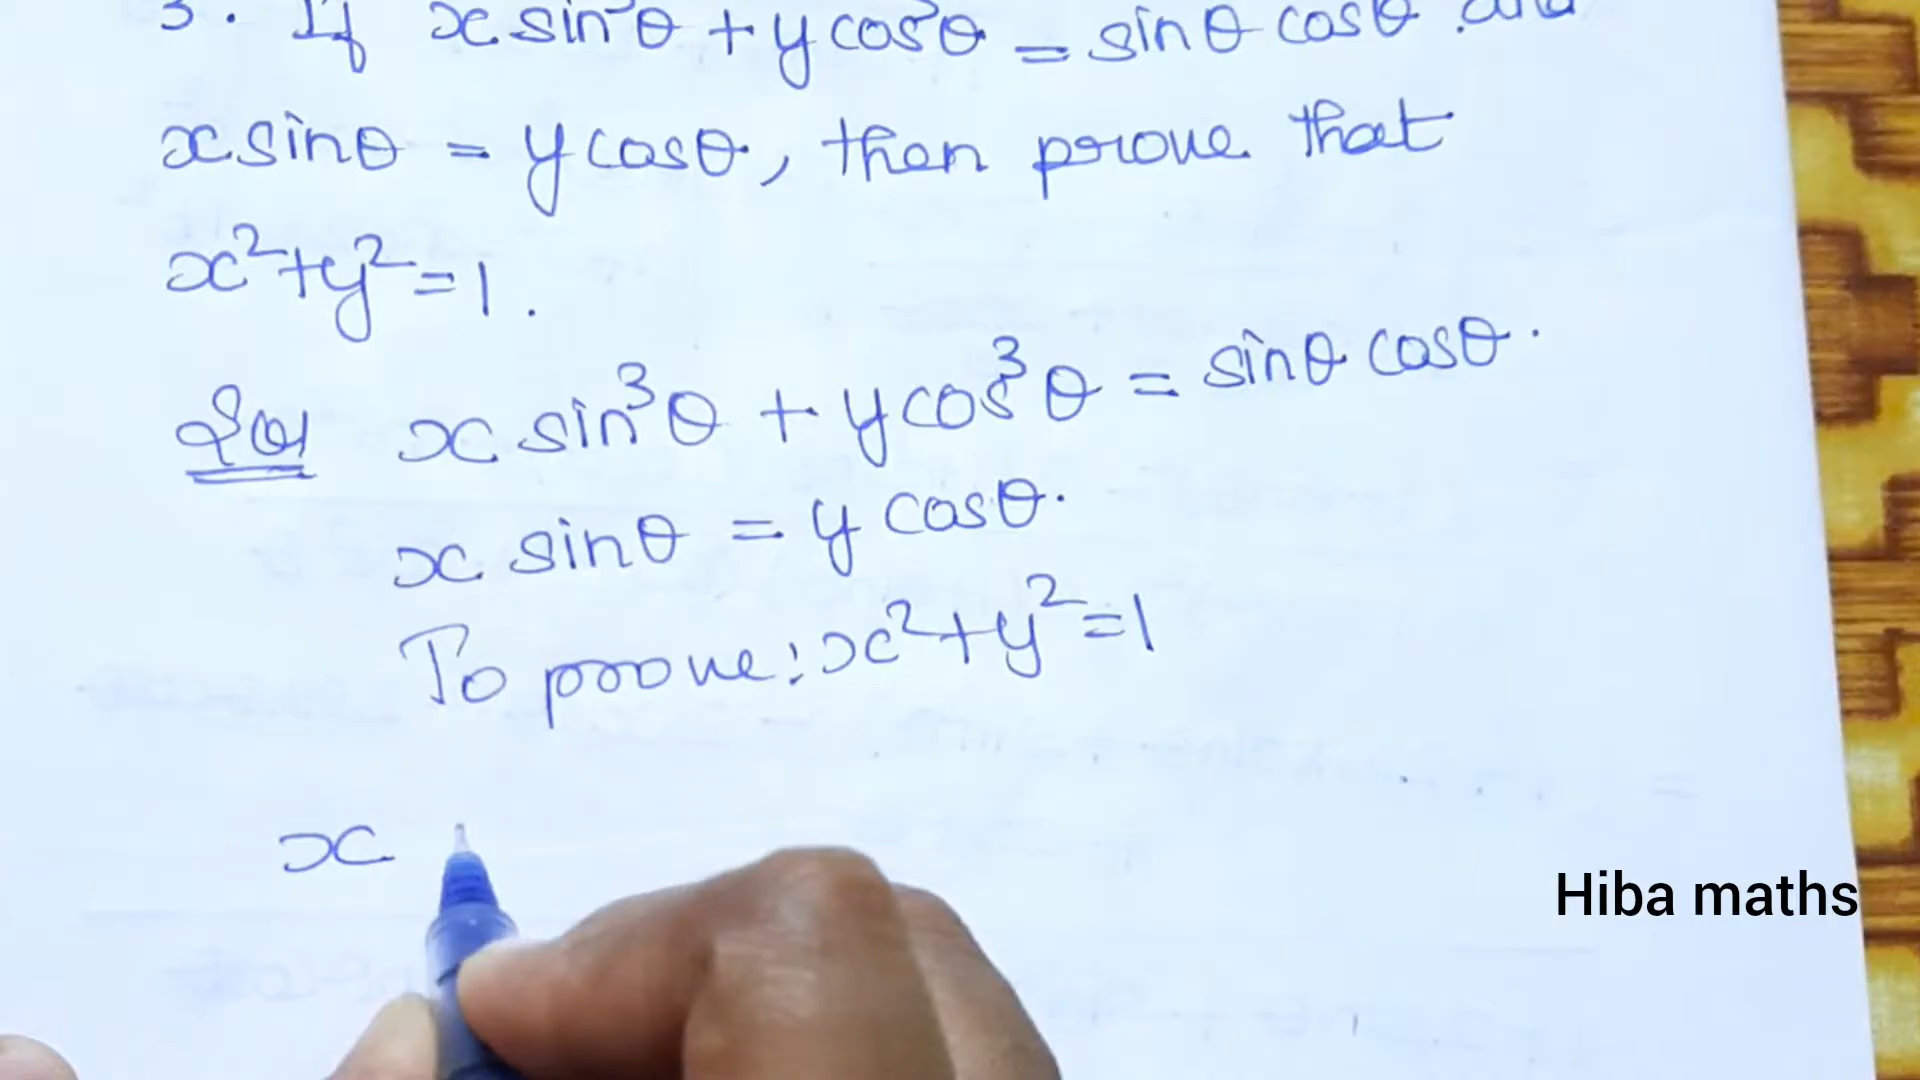 3. If x sin³θ + y cos³θ = sinθ cosθ and
x sinθ = y cosθ, then prove that
x² + y² = 1.
Sol x sin³θ + y cos³θ = sinθ cosθ.
x sinθ = y cosθ.
To prove: x² + y² = 1
x
Hiba maths